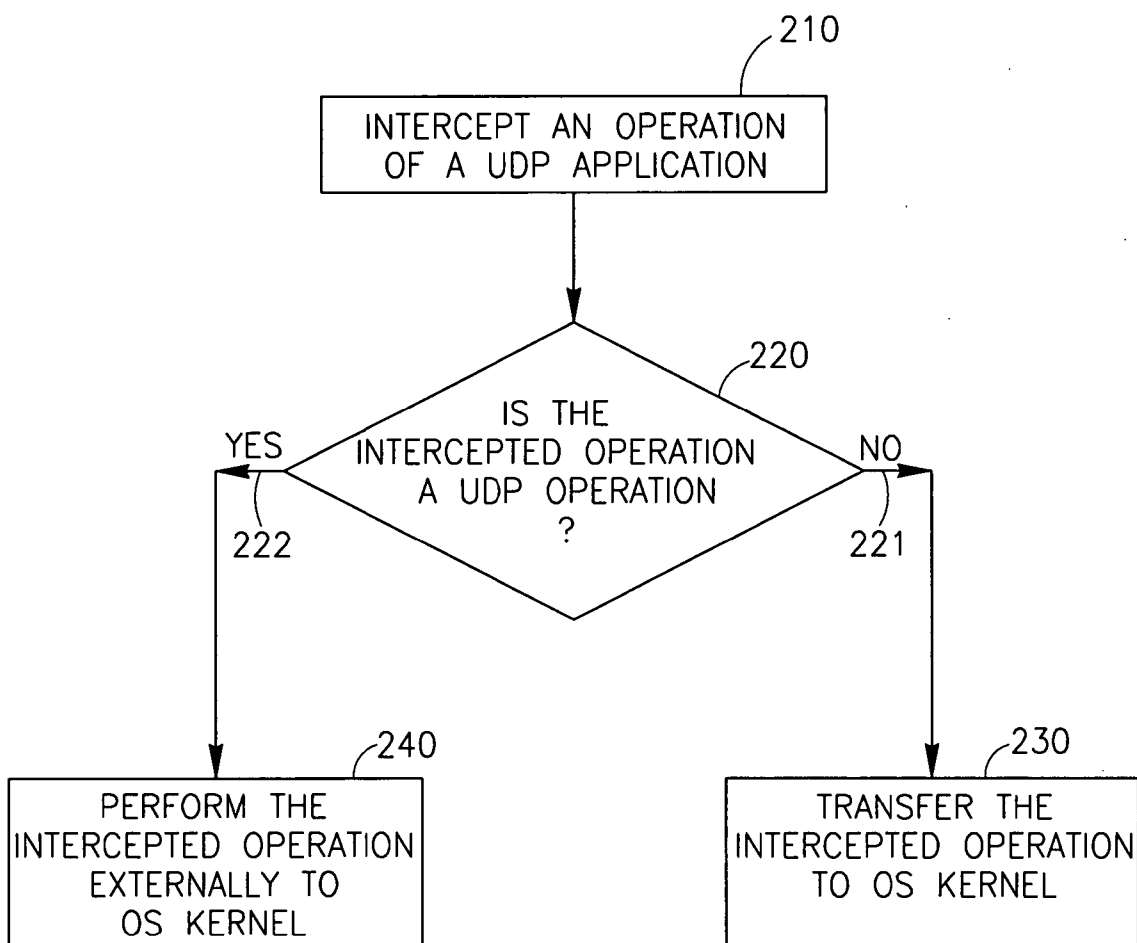 210
INTERCEPT AN OPERATION
OF A UDP APPLICATION
220
IS THE
INTERCEPTED OPERATION
A UDP OPERATION
?
YES
222
NO
221
240
PERFORM THE
INTERCEPTED OPERATION
EXTERNALLY TO
OS KERNEL
230
TRANSFER THE
INTERCEPTED OPERATION
TO OS KERNEL